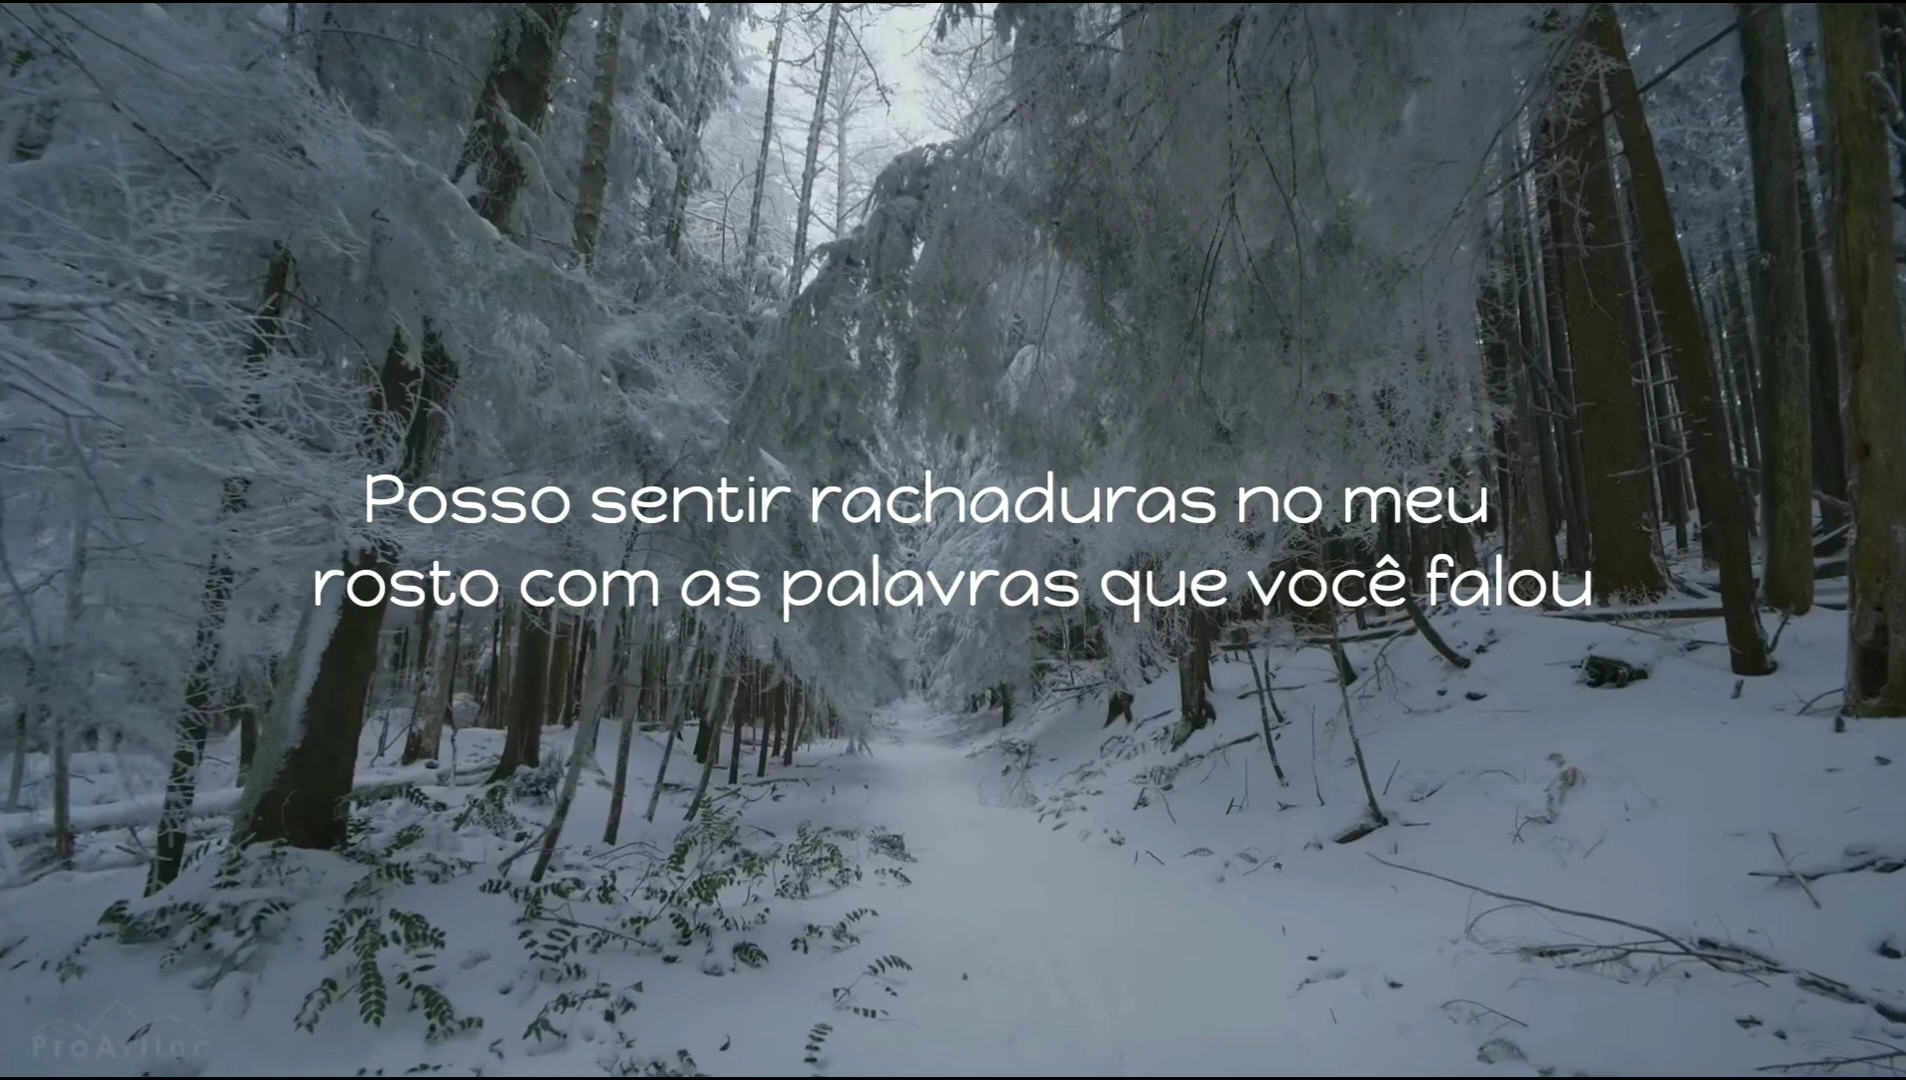 Posso sentir rachaduras no meu
rosto com as palavras que você falou
ProArtInc